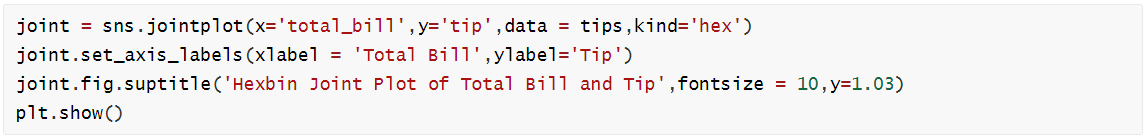 joint = sns.jointplot(x='total_bill',y='tip',data = tips,kind='hex')
joint.set_axis_labels(xlabel = 'Total Bill',ylabel='Tip')
joint.fig.suptitle('Hexbin Joint Plot of Total Bill and Tip',fontsize = 10,y=1.03)
plt.show()